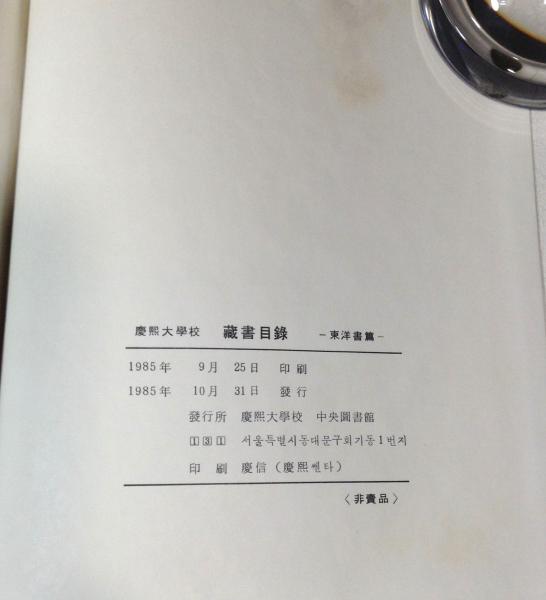 慶熙大學校 藏書目錄 －東洋書篇－
1985年 9月 25日 印刷
1985年 10月 31日 發行
發行所 慶熙大學校 中央圖書館
1 3 1 서울특별시동대문구회기동1번지
印刷 慶信(慶熙쎈타)
〈非賣品〉